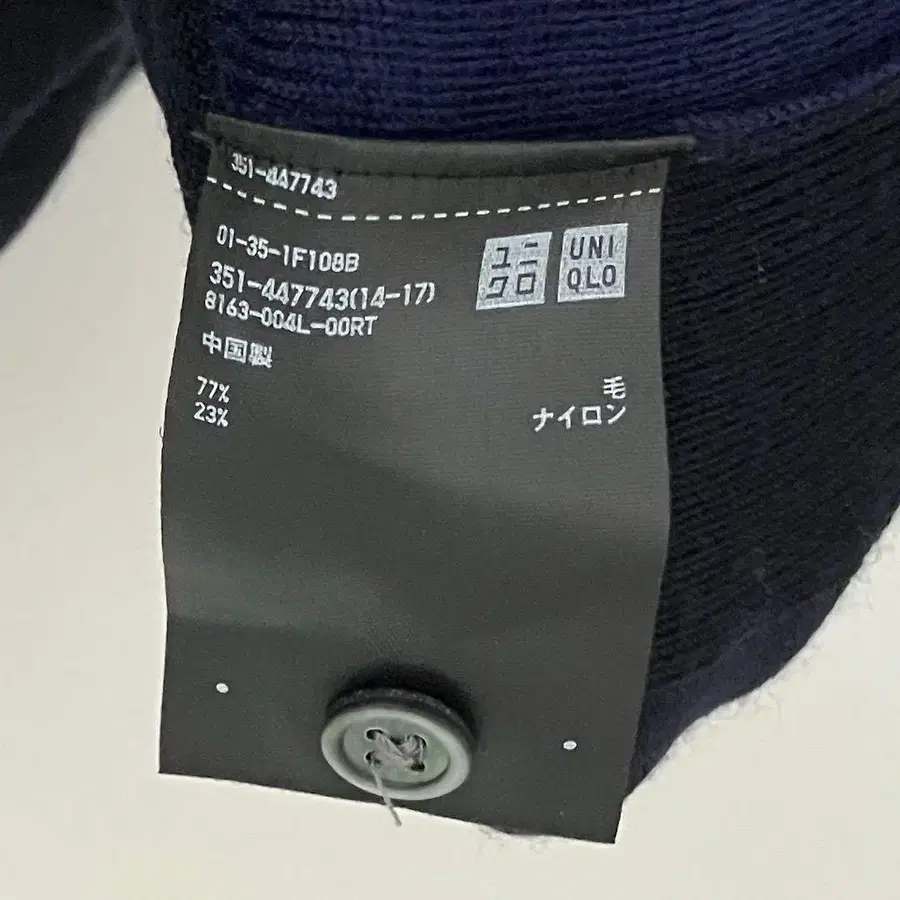 351-447743
01-35-1F108B
351-447743(14-17)
8163-004L-00RT
中国製
77% 毛
23% ナイロン
ユニ
クロ
UNI
QLO